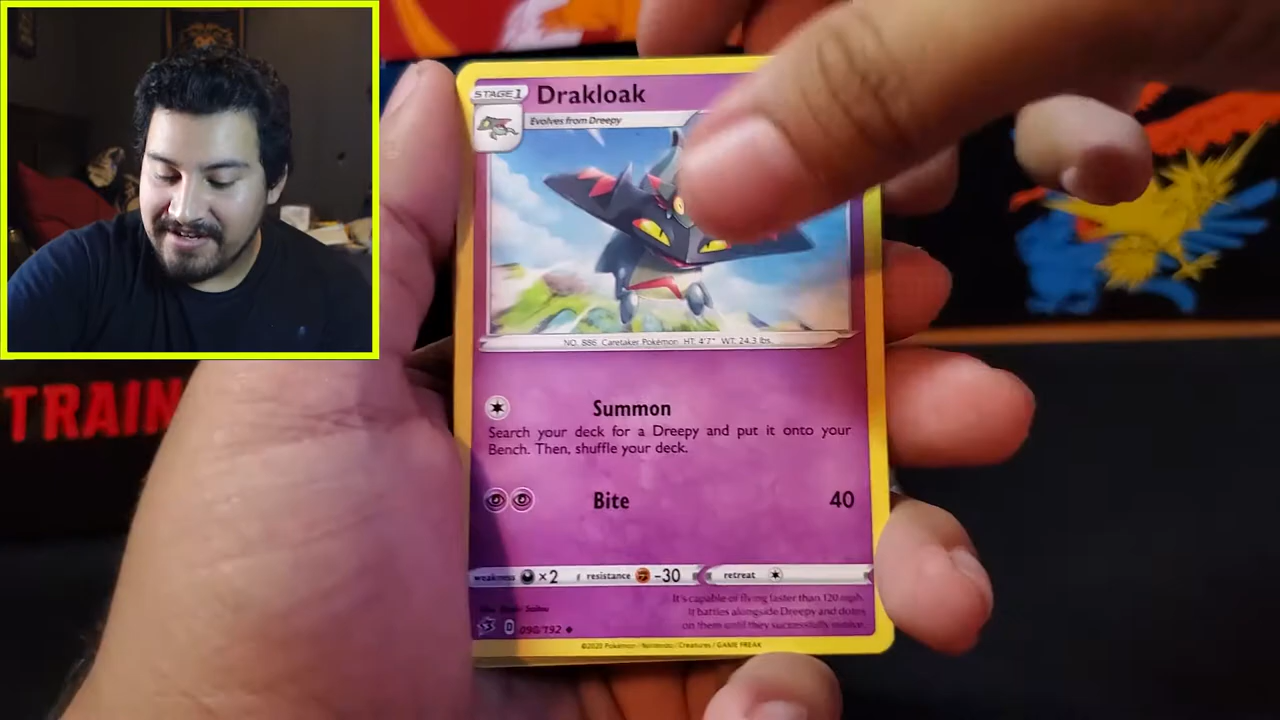 STAGE 1
Drakloak
Evolves from Dreepy
NO. 886 Caretaker Pokémon HT: 4'7" WT: 24.3 lbs.
Summon
Search your deck for a Dreepy and put it onto your
Bench. Then, shuffle your deck.
Bite 40
weakness ×2 resistance -30 retreat
It's capable of flying faster than 120 mph.
It battles alongside Dreepy and dotes
on them until they successfully evolve.
D 090/192
©2020 Pokémon / Nintendo / Creatures / GAME FREAK
TRAIN